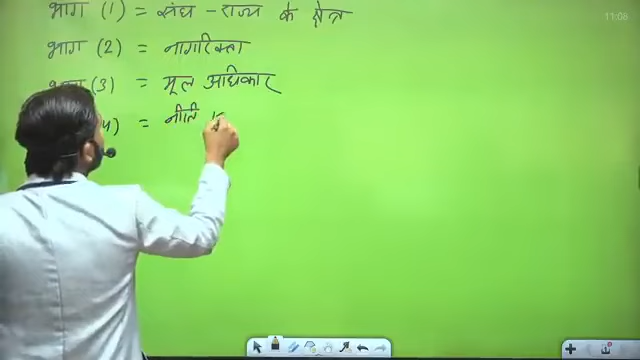 भाग (1) = संघ - राज्य के क्षेत्र
भाग (2) = नागरिकता
(3) = मूल अधिकार
4) = नीति
11:06